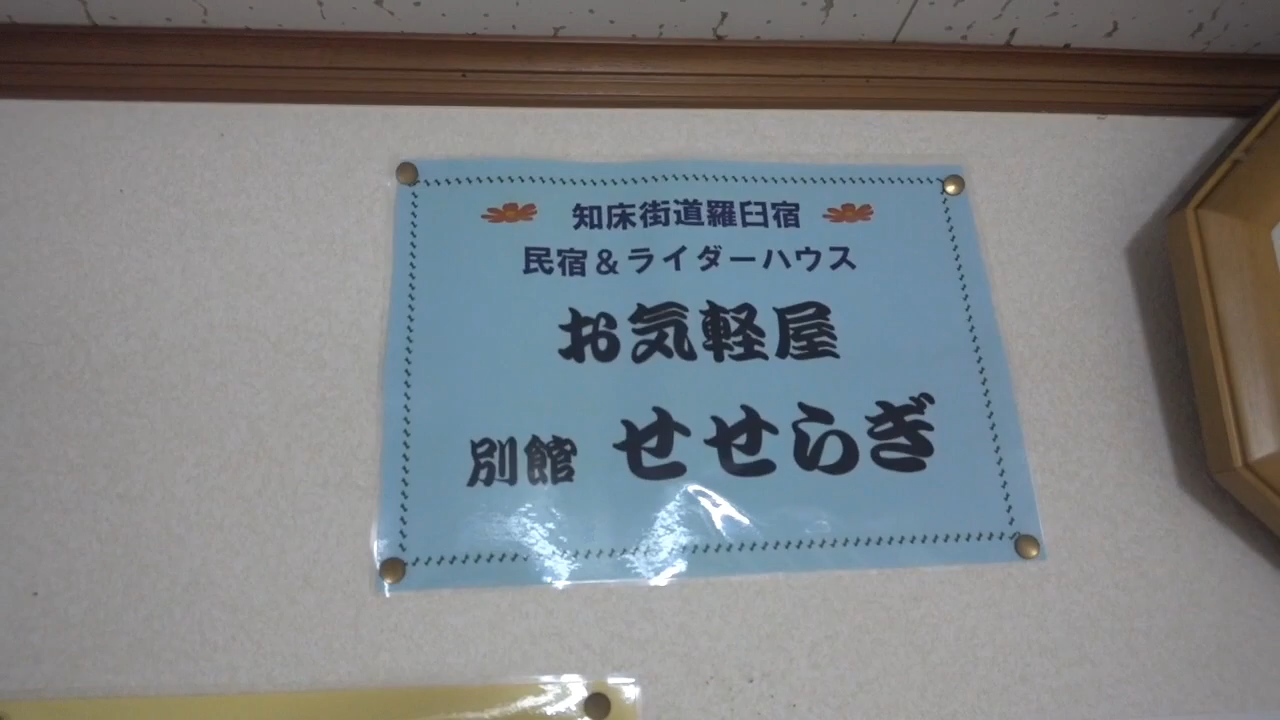 知床街道羅臼宿
民宿＆ライダーハウス
お気軽屋
別館 せせらぎ